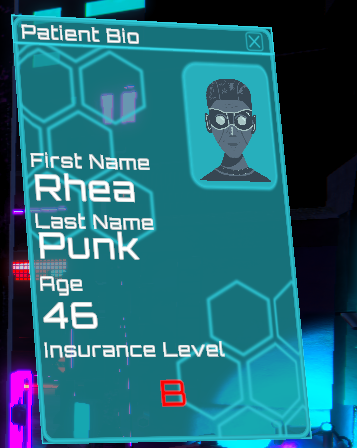 Patient Bio
First Name
Rhea
Last Name
Punk
Age
46
Insurance Level
B